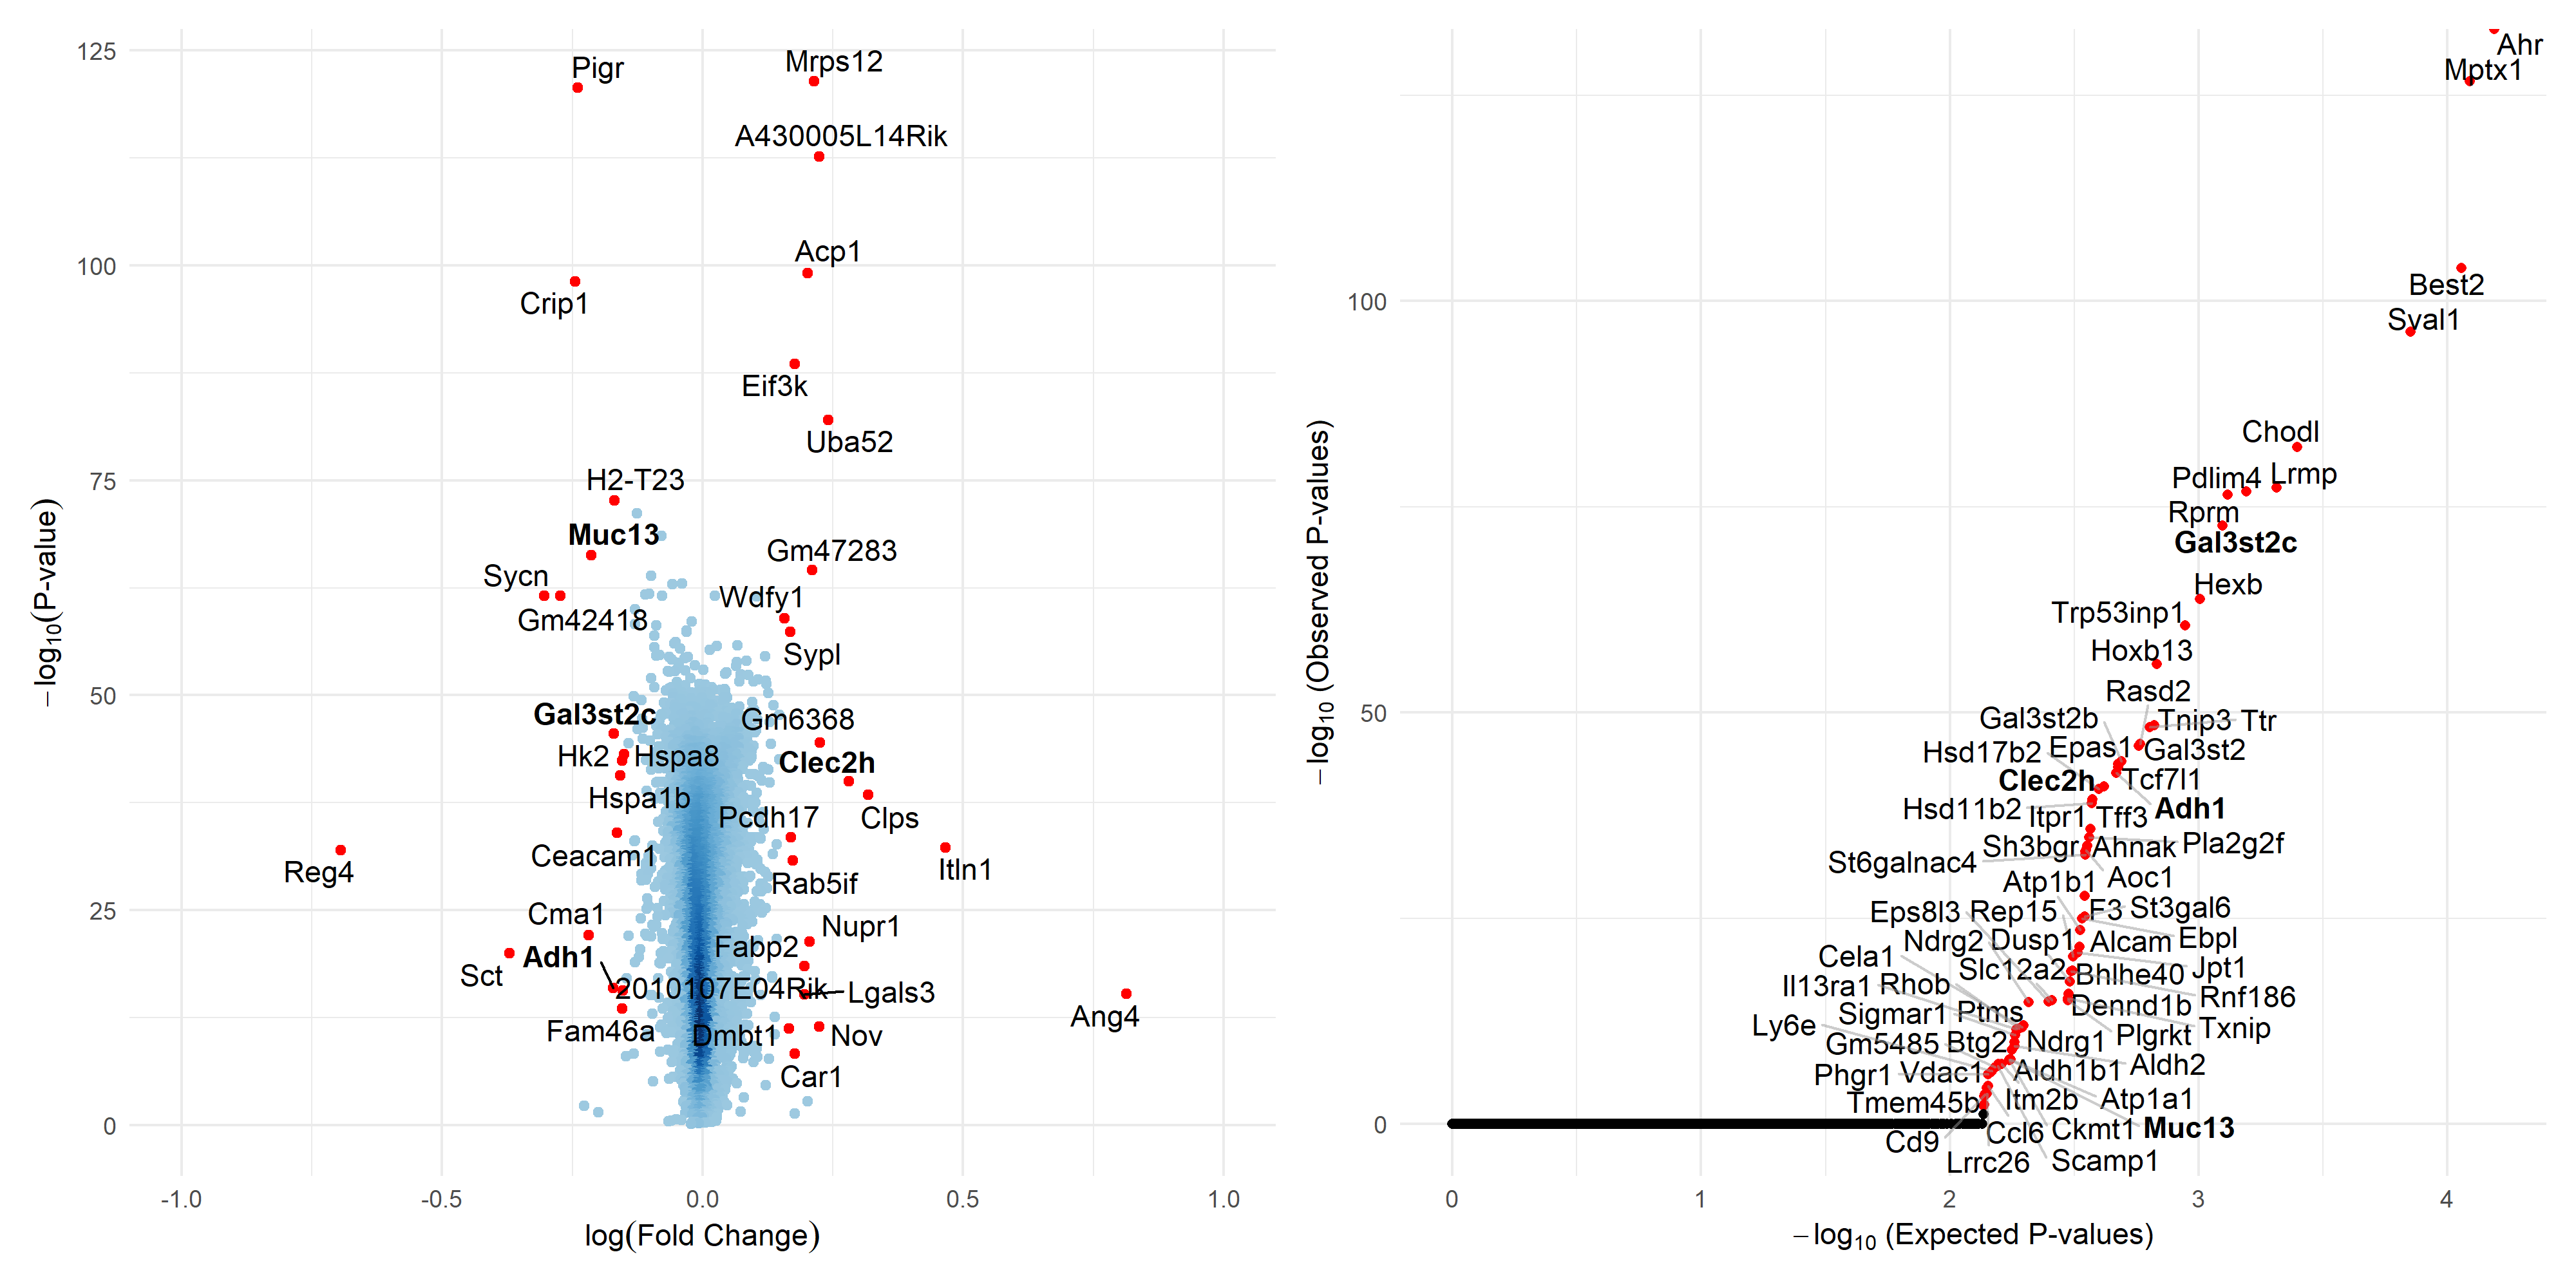 125
100
75
50
25
0
−log10(P-value)
Pigr
Mrps12
A430005L14Rik
Acp1
Crip1
Eif3k
Uba52
H2-T23
Muc13
Gm47283
Sycn
Wdfy1
Gm42418
Sypl
Gal3st2c
Gm6368
Hk2
Hspa8
Clec2h
Hspa1b
Pcdh17
Clps
Ceacam1
Reg4
Itln1
Rab5if
Cma1
Nupr1
Fabp2
Adh1
Sct
2010107E04Rik
Lgals3
Ang4
Fam46a
Dmbt1
Nov
Car1
-1.0
-0.5
0.0
0.5
1.0
log(Fold Change)
100
50
0
−log10 (Observed P-values)
Ahr
Mptx1
Best2
Sval1
Chodl
Pdlim4
Lrmp
Rprm
Gal3st2c
Hexb
Trp53inp1
Hoxb13
Rasd2
Gal3st2b
Tnip3
Ttr
Hsd17b2
Epas1
Gal3st2
Clec2h
Tcf7l1
Hsd11b2
Itpr1
Tff3
Adh1
Sh3bgr
Ahnak
Pla2g2f
St6galnac4
Atp1b1
Aoc1
Eps8l3
Rep15
F3
St3gal6
Ndrg2
Dusp1
Alcam
Ebpl
Cela1
Slc12a2
Bhlhe40
Jpt1
Il13ra1
Rhob
Rnf186
Sigmar1
Ptms
Dennd1b
Ly6e
Plgrkt
Txnip
Gm5485
Btg2
Ndrg1
Aldh2
Phgr1
Vdac1
Aldh1b1
Tmem45b
Itm2b
Atp1a1
Cd9
Ccl6
Ckmt1
Muc13
Lrrc26
Scamp1
0
1
2
3
4
−log10 (Expected P-values)